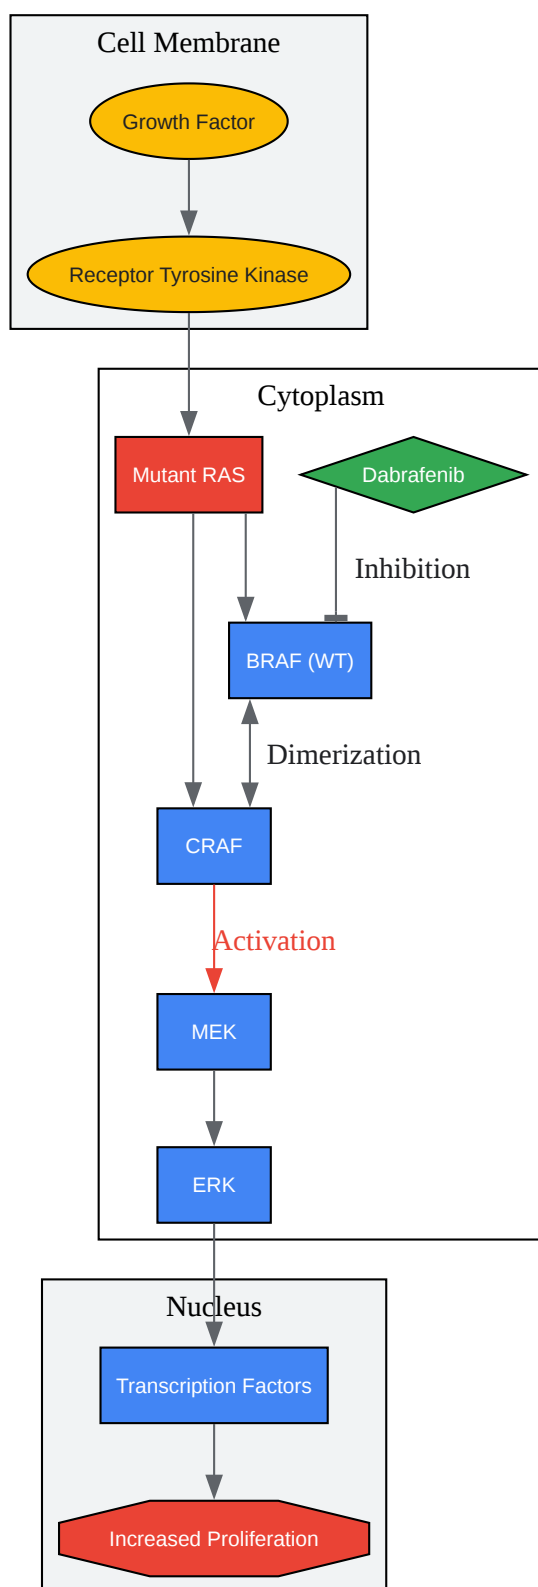 Cell Membrane
Growth Factor
Receptor Tyrosine Kinase
Cytoplasm
Mutant RAS
Dabrafenib
Inhibition
BRAF (WT)
Dimerization
CRAF
Activation
MEK
ERK
Nucleus
Transcription Factors
Increased Proliferation